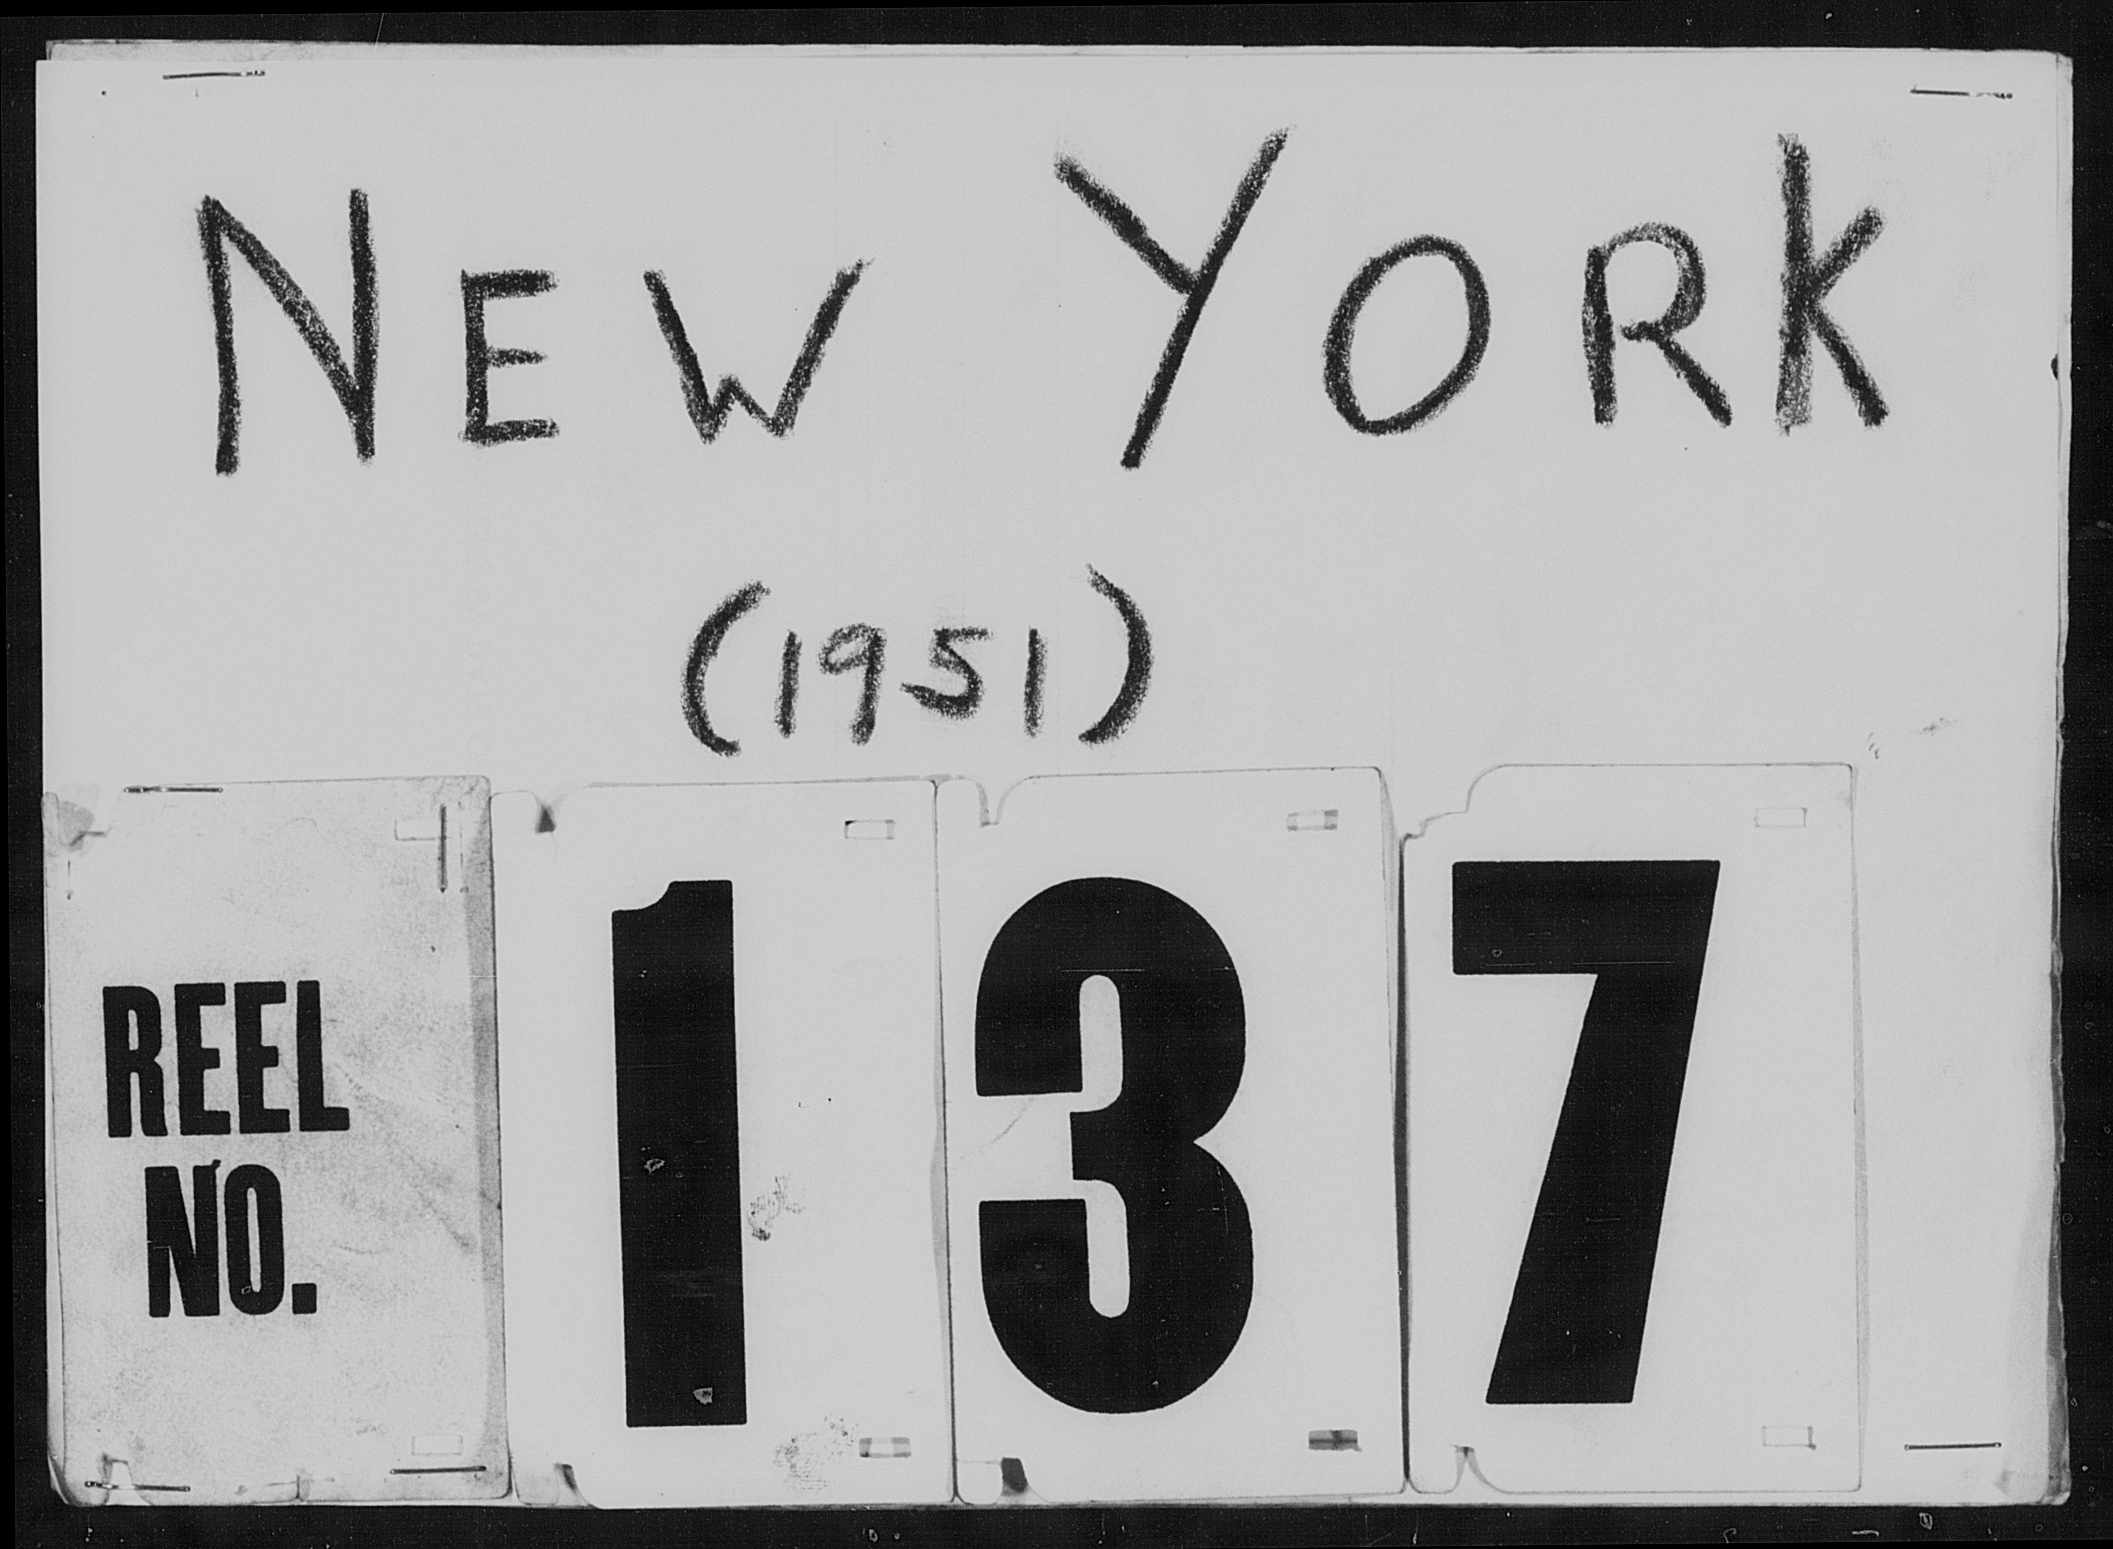 NEW YORK
(1951)
REEL
NO.
137